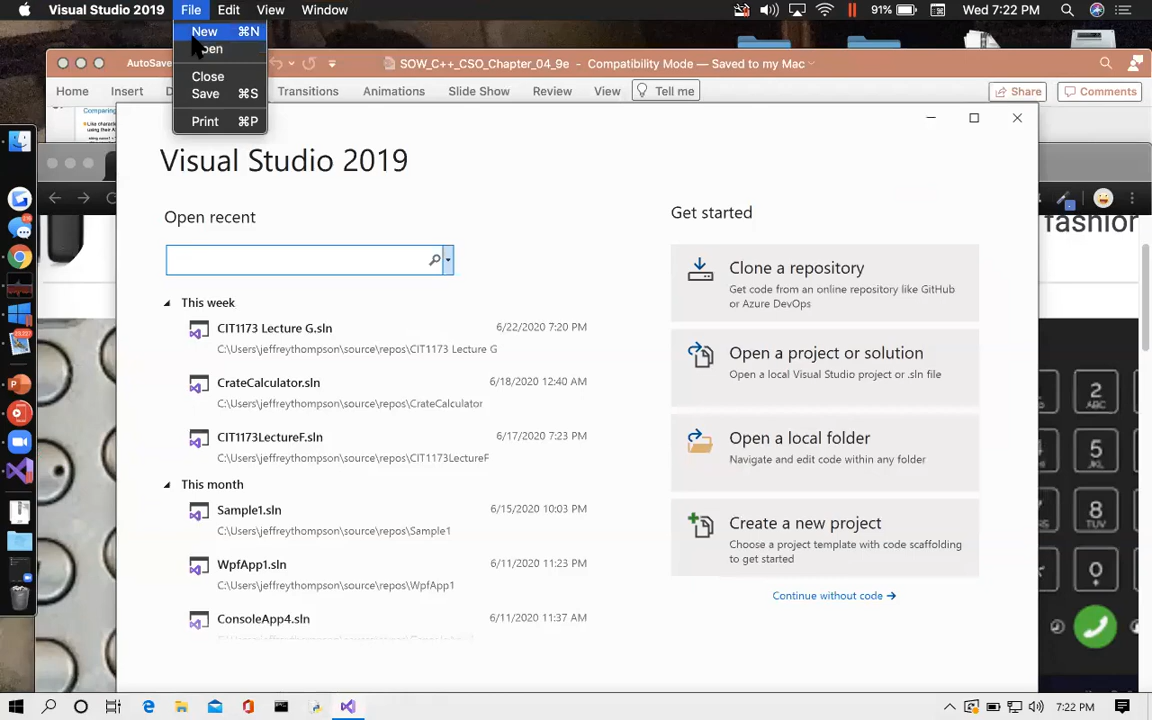 Visual Studio 2019 File Edit View Window 91% Wed 7:22 PM
New ⌘N
Close
Save ⌘S
Print ⌘P
SOW_C++_CSO_Chapter_04_9e - Compatibility Mode — Saved to my Mac
Home Insert Transitions Animations Slide Show Review View Tell me Share Comments
Visual Studio 2019
Open recent
This week
CIT1173 Lecture G.sln 6/22/2020 7:20 PM
C:\Users\jeffreythompson\source\repos\CIT1173 Lecture G
CrateCalculator.sln 6/18/2020 12:40 AM
C:\Users\jeffreythompson\source\repos\CrateCalculator
CIT1173LectureF.sln 6/17/2020 7:23 PM
C:\Users\jeffreythompson\source\repos\CIT1173LectureF
This month
Sample1.sln 6/15/2020 10:03 PM
C:\Users\jeffreythompson\source\repos\Sample1
WpfApp1.sln 6/11/2020 11:23 PM
C:\Users\jeffreythompson\source\repos\WpfApp1
ConsoleApp4.sln 6/11/2020 11:37 AM
Get started
Clone a repository
Get code from an online repository like GitHub
or Azure DevOps
Open a project or solution
Open a local Visual Studio project or .sln file
Open a local folder
Navigate and edit code within any folder
Create a new project
Choose a project template with code scaffolding
to get started
Continue without code →
fashion
2
ABC
5
8
0
7:22 PM